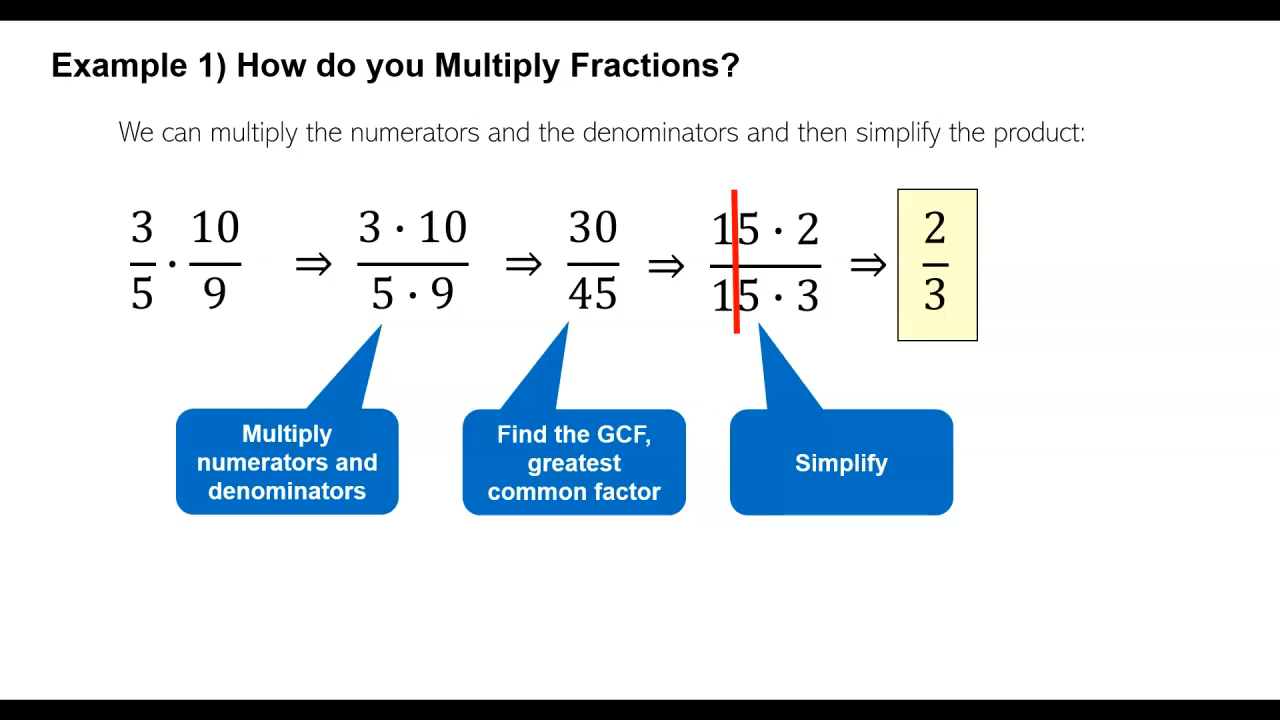 Example 1) How do you Multiply Fractions?
We can multiply the numerators and the denominators and then simplify the product:
3/5 · 10/9 ⇒ 3 · 10/5 · 9 ⇒ 30/45 ⇒ 15 · 2/15 · 3 ⇒ 2/3
Multiply
numerators and
denominators
Find the GCF,
greatest
common factor
Simplify